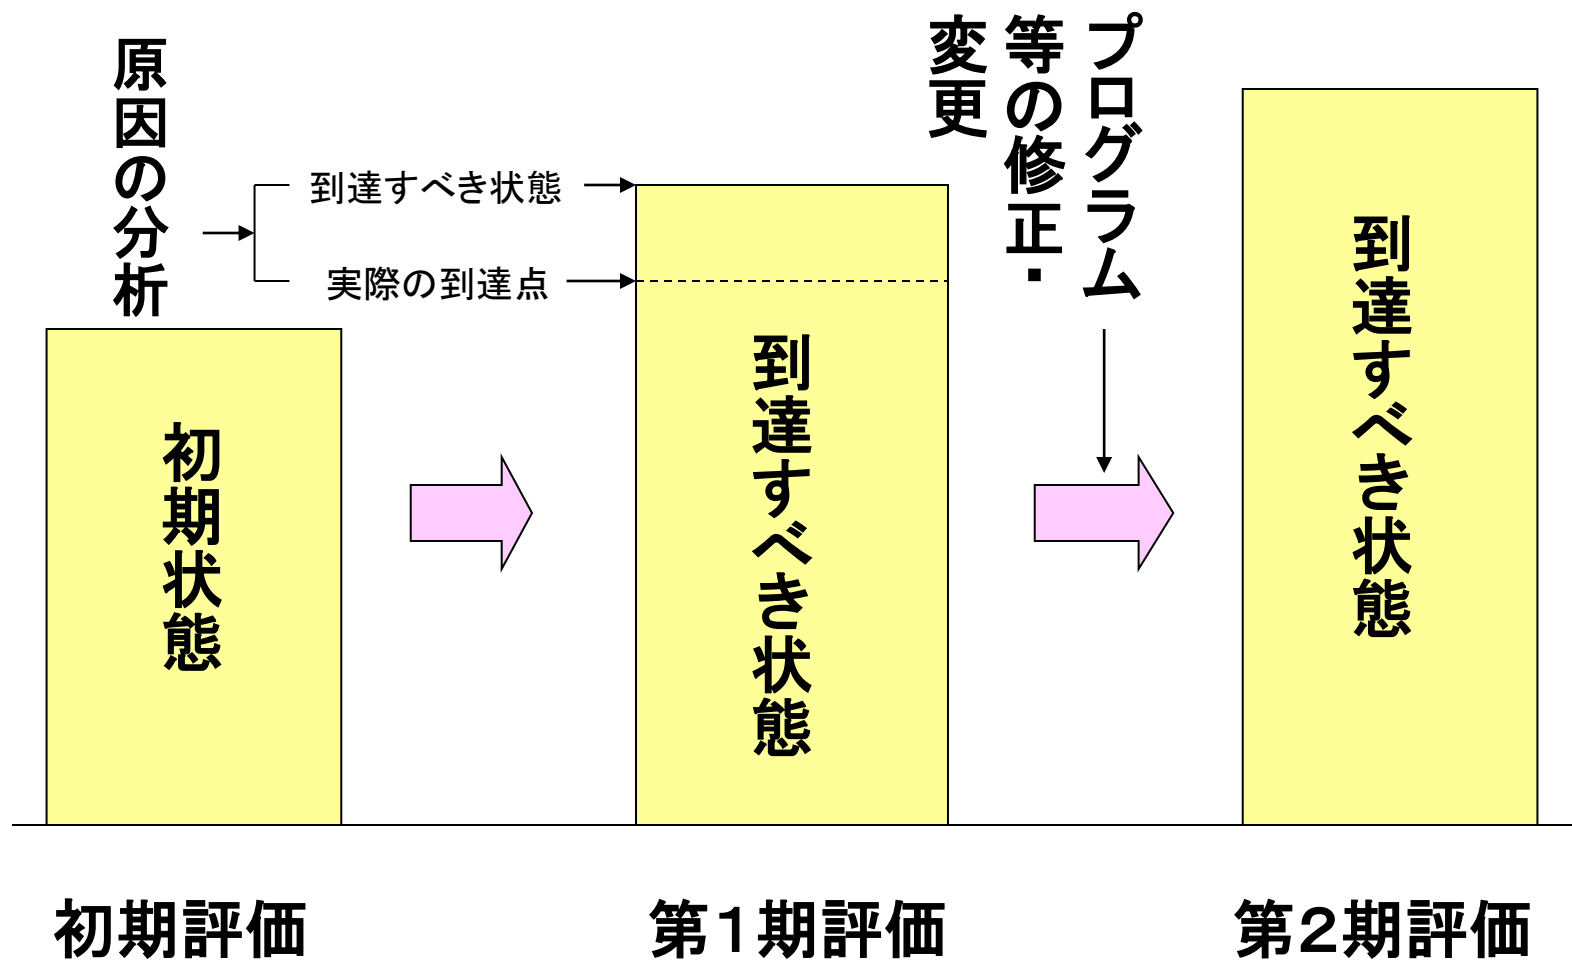 原因の分析
到達すべき状態
実際の到達点
プログラム
等の修正・
変更
初期状態
到達すべき状態
到達すべき状態
初期評価
第1期評価
第2期評価